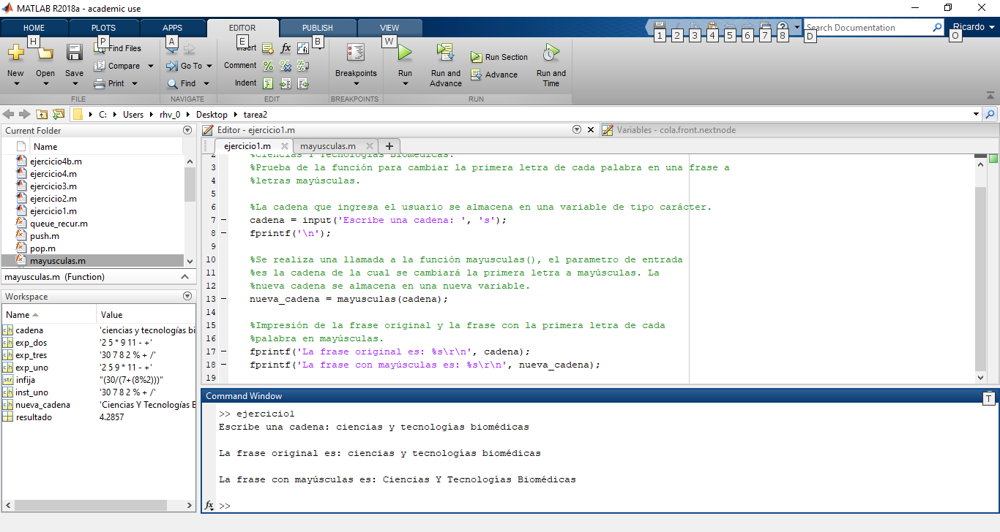 MATLAB R2018a - academic use
HOME PLOTS APPS EDITOR PUBLISH VIEW
1 2 3 4 5 6 7 8 D
Search Documentation
Ricardo
H P A E B W O
New Open Save
Find Files
Compare
Print
Go To
Find
Insert
Comment
Indent
fx
Breakpoints
Run
Run and Advance
Run Section
Advance
Run and Time
FILE NAVIGATE EDIT BREAKPOINTS RUN
C: Users rhv_0 Desktop tarea2
Current Folder
Name
ejercicio4b.m
ejercicio4.m
ejercicio3.m
ejercicio2.m
ejercicio1.m
queue_recur.m
push.m
pop.m
mayusculas.m
mayusculas.m (Function)
Workspace
Name Value
cadena 'ciencias y tecnologías bi
exp_dos '2 5 * 9 11 - +'
exp_tres '30 7 8 2 % + /'
exp_uno '2 5 9 * 11 - +'
infija "(30/(7+(8%2)))"
inst_uno '30 7 8 2 % + /'
nueva_cadena 'Ciencias Y Tecnologías B
resultado 4.2857
Editor - ejercicio1.m
Variables - cola.front.nextnode
ejercicio1.m mayusculas.m +
2 %Ciencias Y Tecnologías Biomédicas.
3 %Prueba de la función para cambiar la primera letra de cada palabra en una frase a
4 %letras mayúsculas.
5
6 %La cadena que ingresa el usuario se almacena en una variable de tipo carácter.
7 – cadena = input('Escribe una cadena: ', 's');
8 – fprintf('\n');
9
10 %Se realiza una llamada a la función mayusculas(), el parametro de entrada
11 %es la cadena de la cual se cambiará la primera letra a mayúsculas. La
12 %nueva cadena se almacena en una nueva variable.
13 – nueva_cadena = mayusculas(cadena);
14
15 %Impresión de la frase original y la frase con la primera letra de cada
16 %palabra en mayúsculas.
17 – fprintf('La frase original es: %s\r\n', cadena);
18 – fprintf('La frase con mayúsculas es: %s\r\n', nueva_cadena);
19
Command Window
T
>> ejercicio1
Escribe una cadena: ciencias y tecnologías biomédicas
La frase original es: ciencias y tecnologías biomédicas
La frase con mayúsculas es: Ciencias Y Tecnologías Biomédicas
fx >>